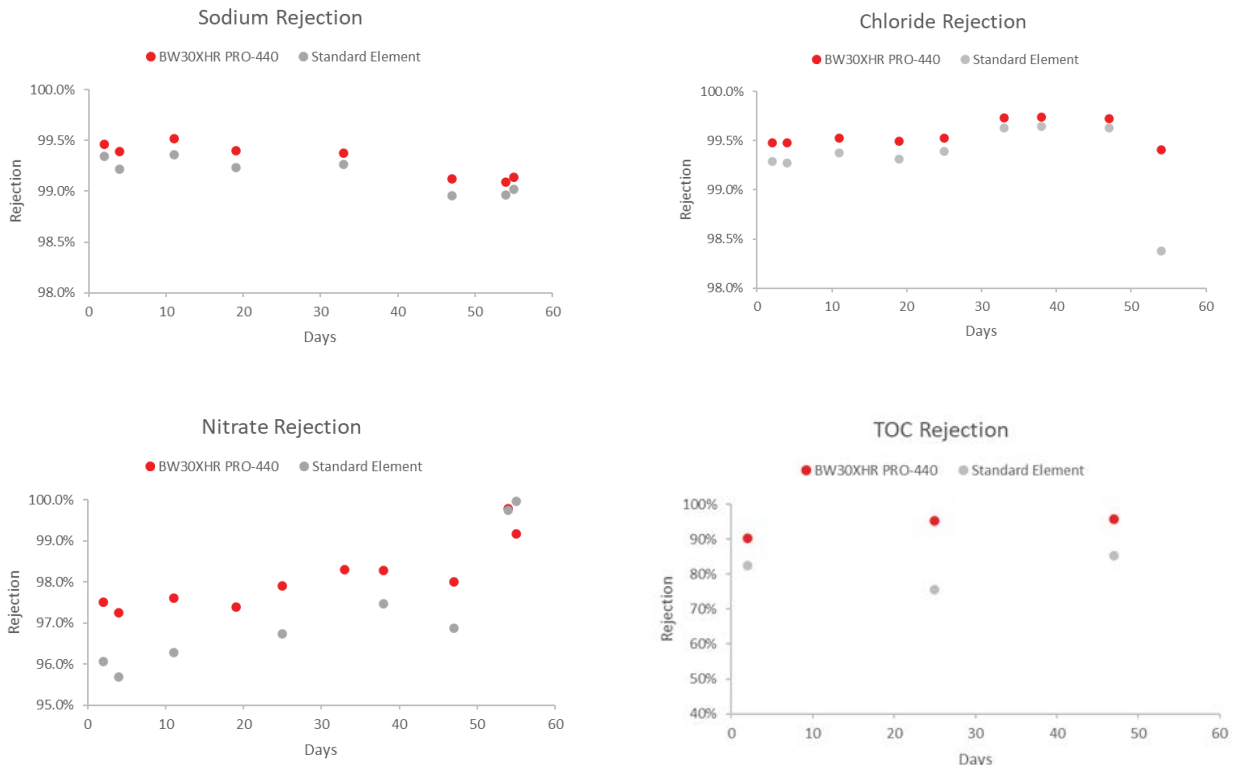 Sodium Rejection
BW30XHR PRO-440 Standard Element
100.0%
99.5%
99.0%
98.5%
98.0%
Rejection
0 10 20 30 40 50 60
Days
Chloride Rejection
BW30XHR PRO-440 Standard Element
100.0%
99.5%
99.0%
98.5%
98.0%
Rejection
0 10 20 30 40 50 60
Days
Nitrate Rejection
BW30XHR PRO-440 Standard Element
100.0%
99.0%
98.0%
97.0%
96.0%
95.0%
Rejection
0 10 20 30 40 50 60
Days
TOC Rejection
BW30XHR PRO-440 Standard Element
100%
90%
80%
70%
60%
50%
40%
Rejection
0 10 20 30 40 50 60
Days